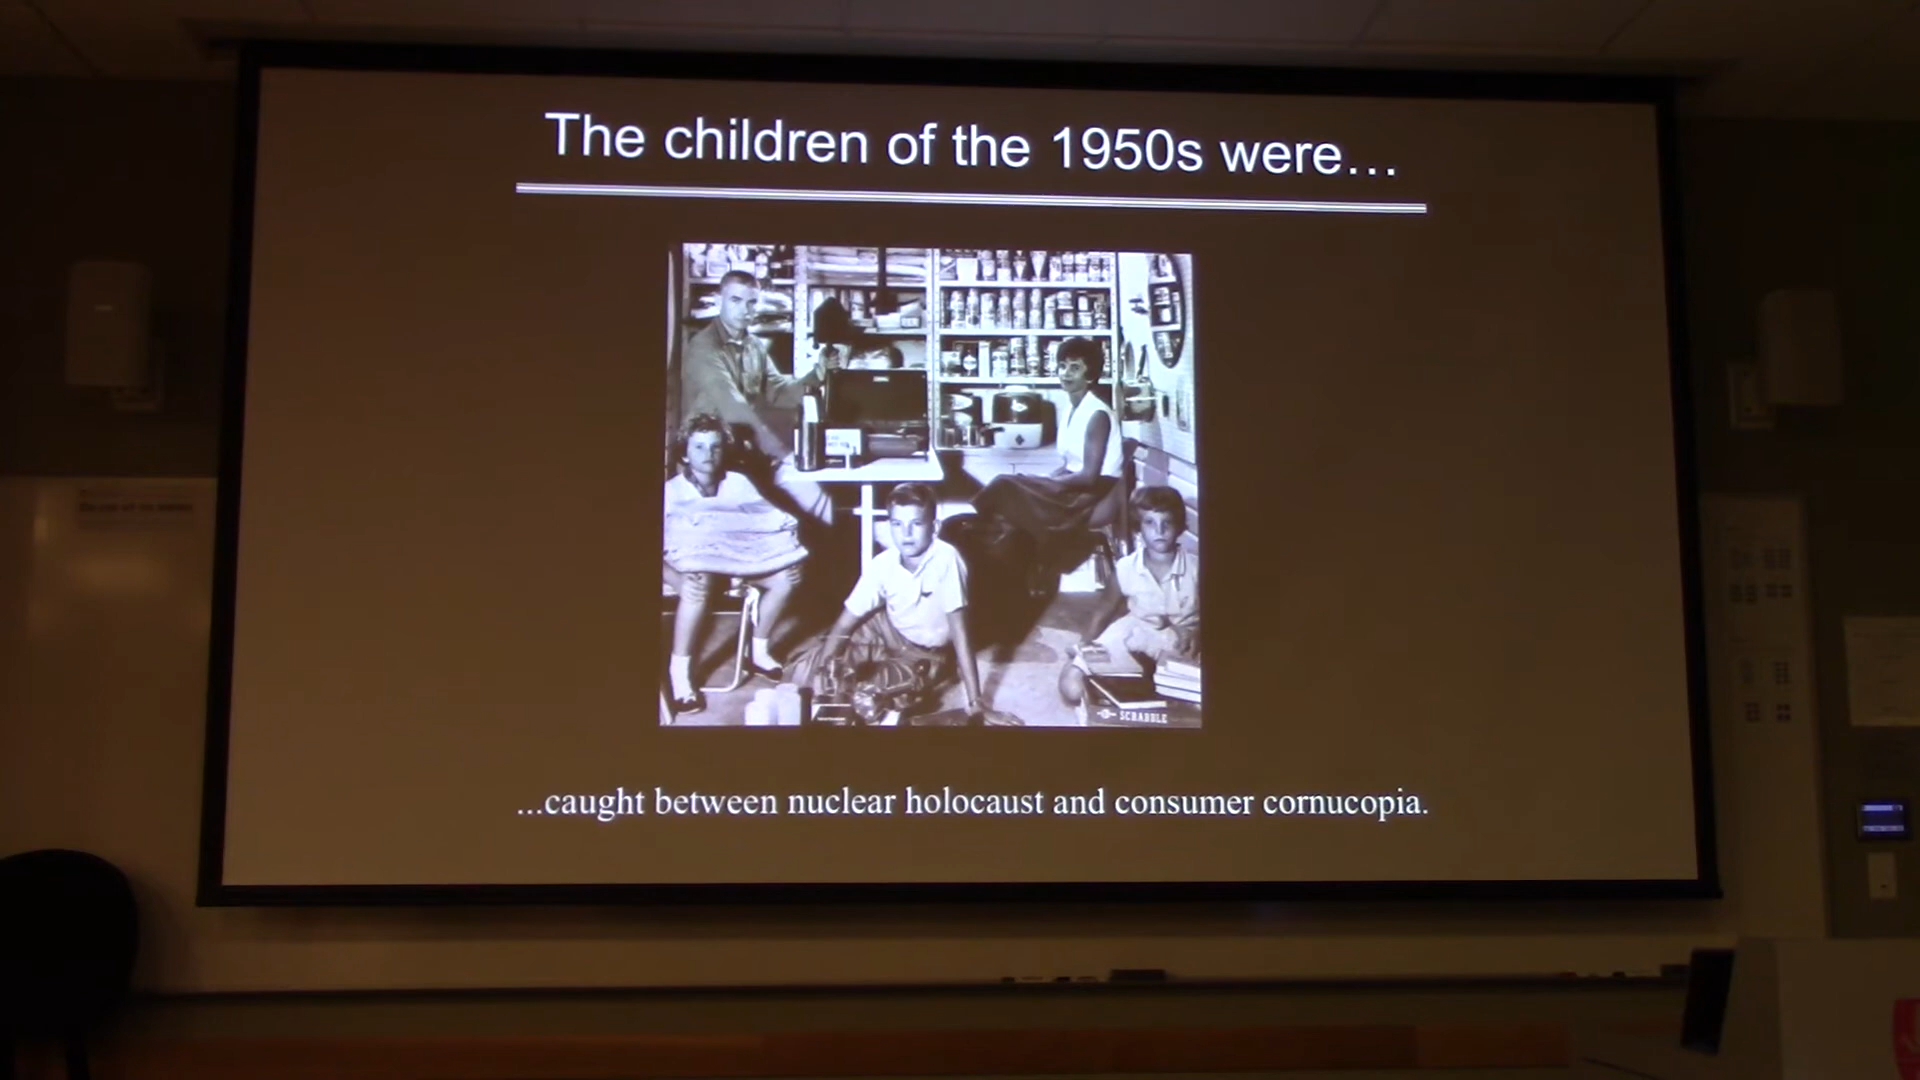 The children of the 1950s were...
SCRABBLE
...caught between nuclear holocaust and consumer cornucopia.